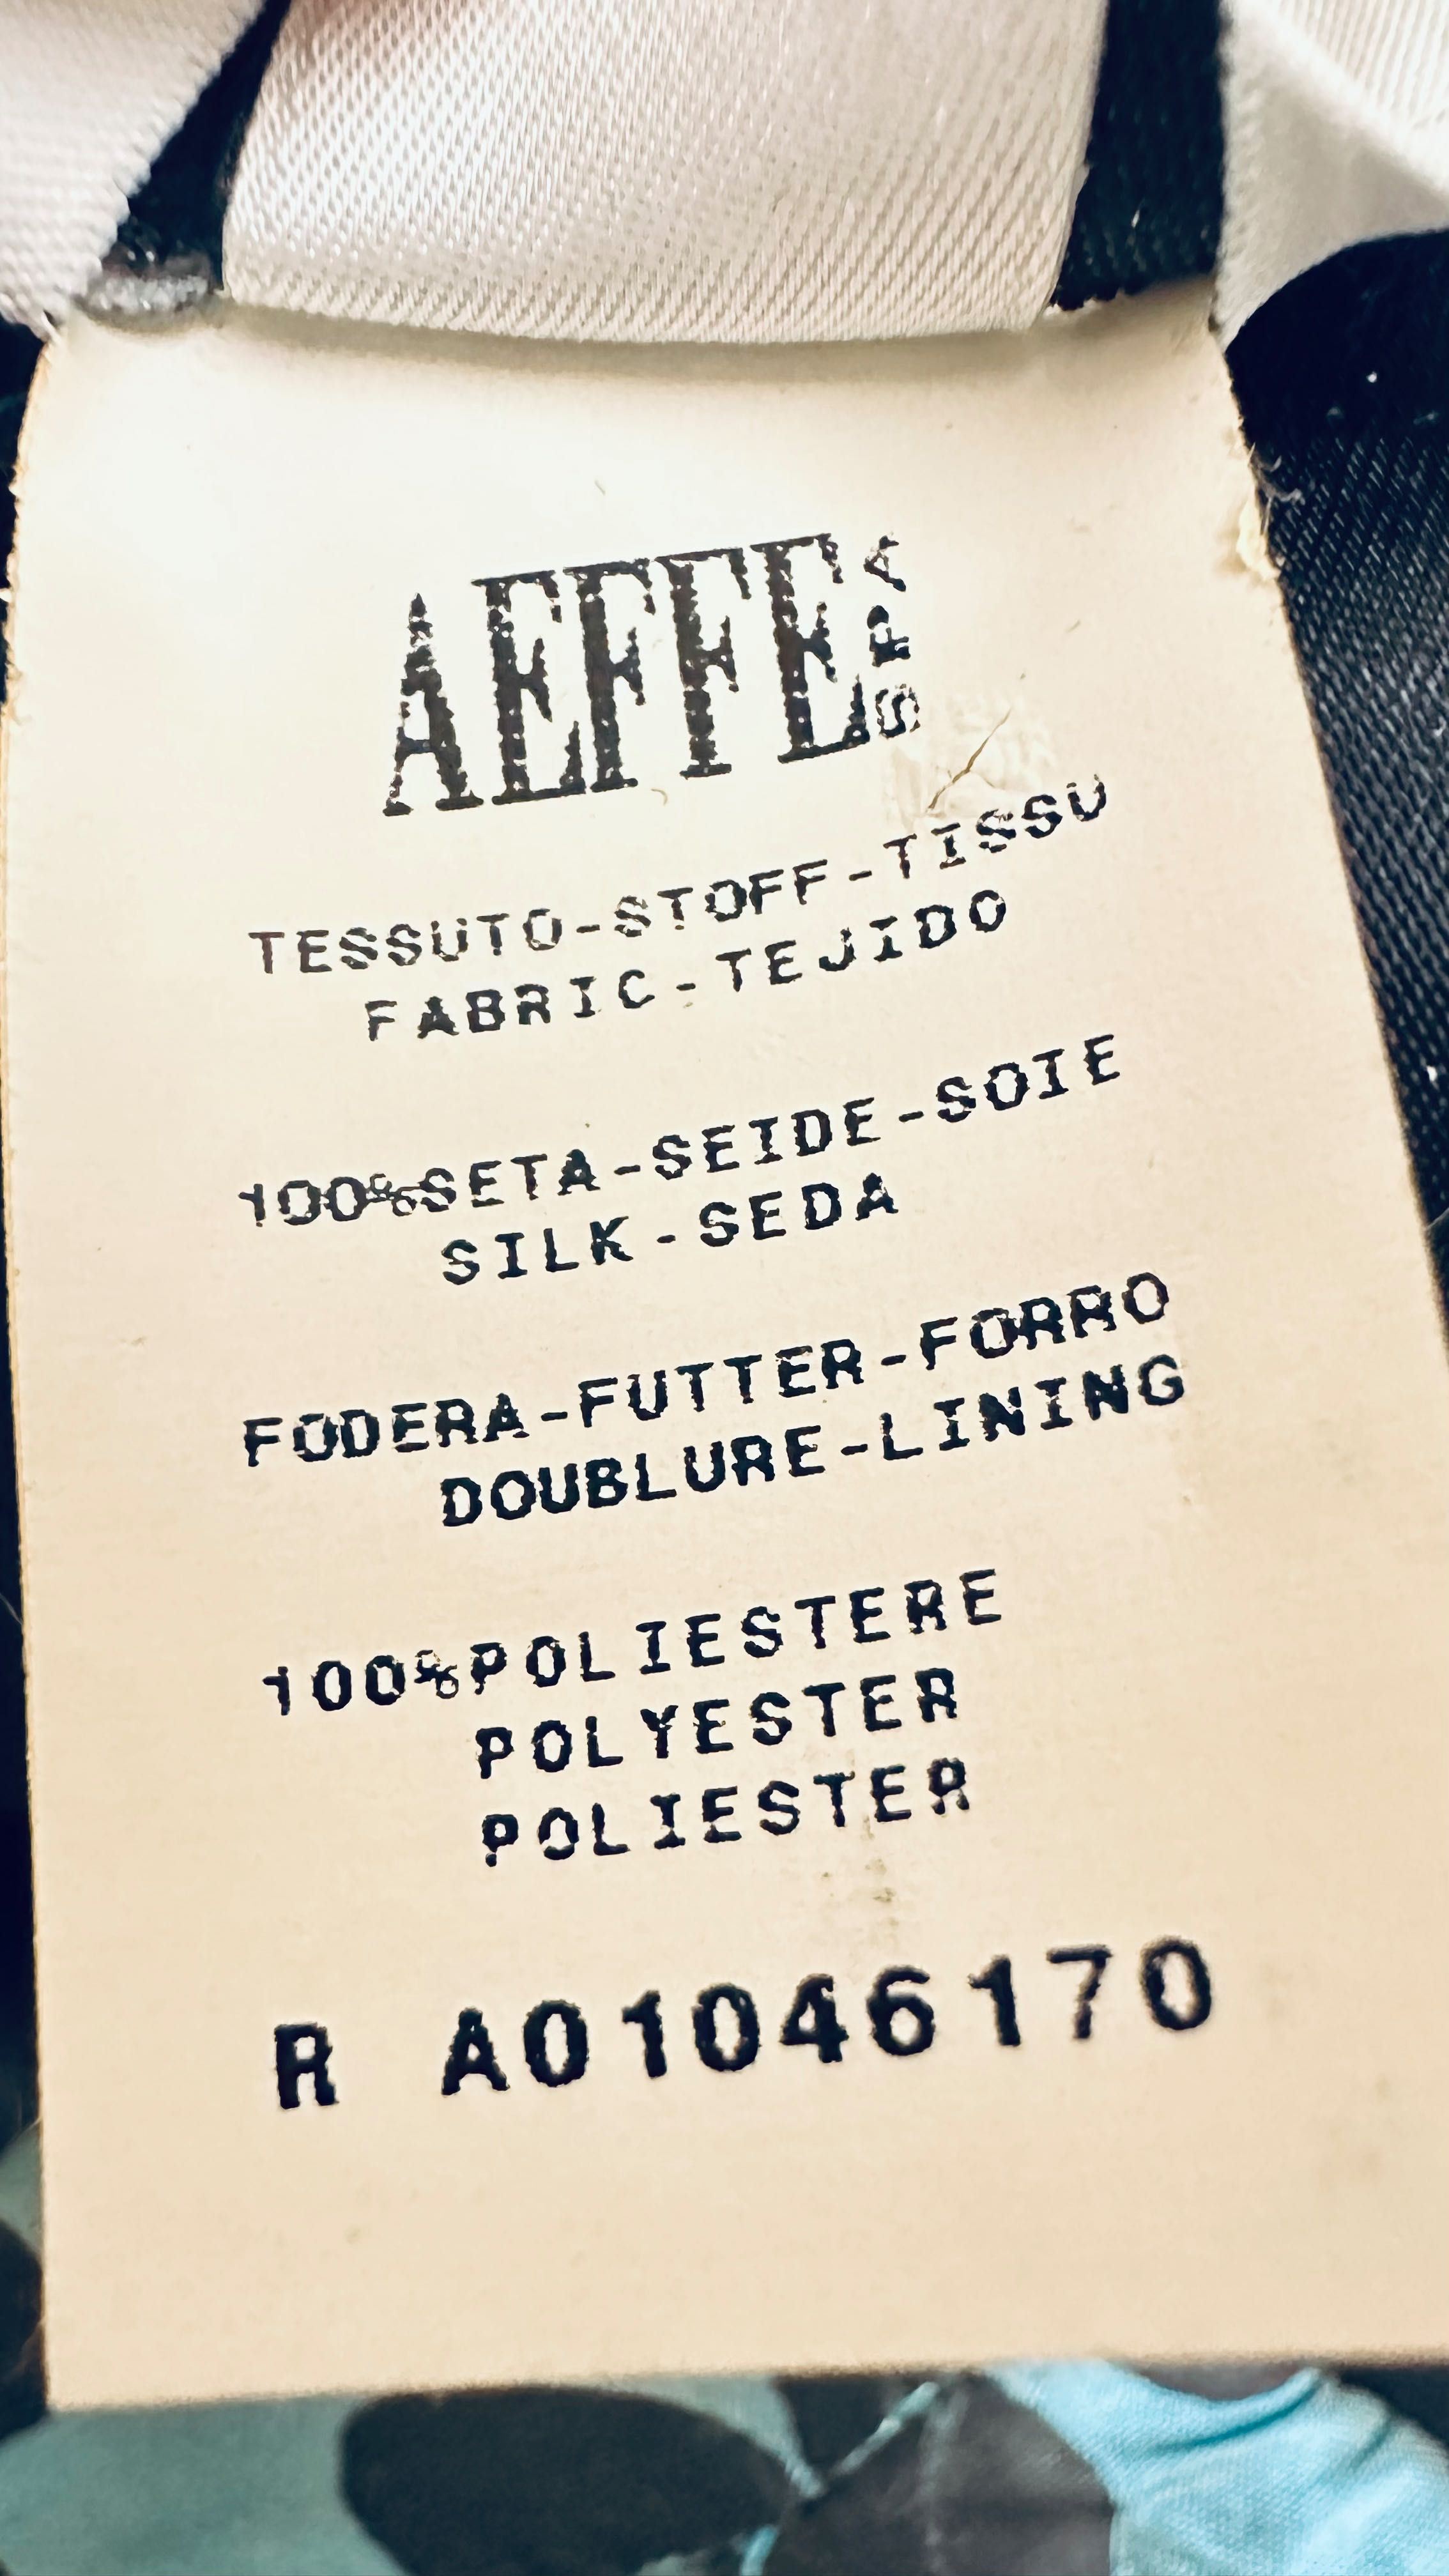 AEFFE SPA
TESSUTO-STOFF-TISSU
FABRIC-TEJIDO
100%SETA-SEIDE-SOIE
SILK-SEDA
FODERA-FUTTER-FORRO
DOUBLURE-LINING
100%POLIESTERE
POLYESTER
POLIESTER
R A01046170